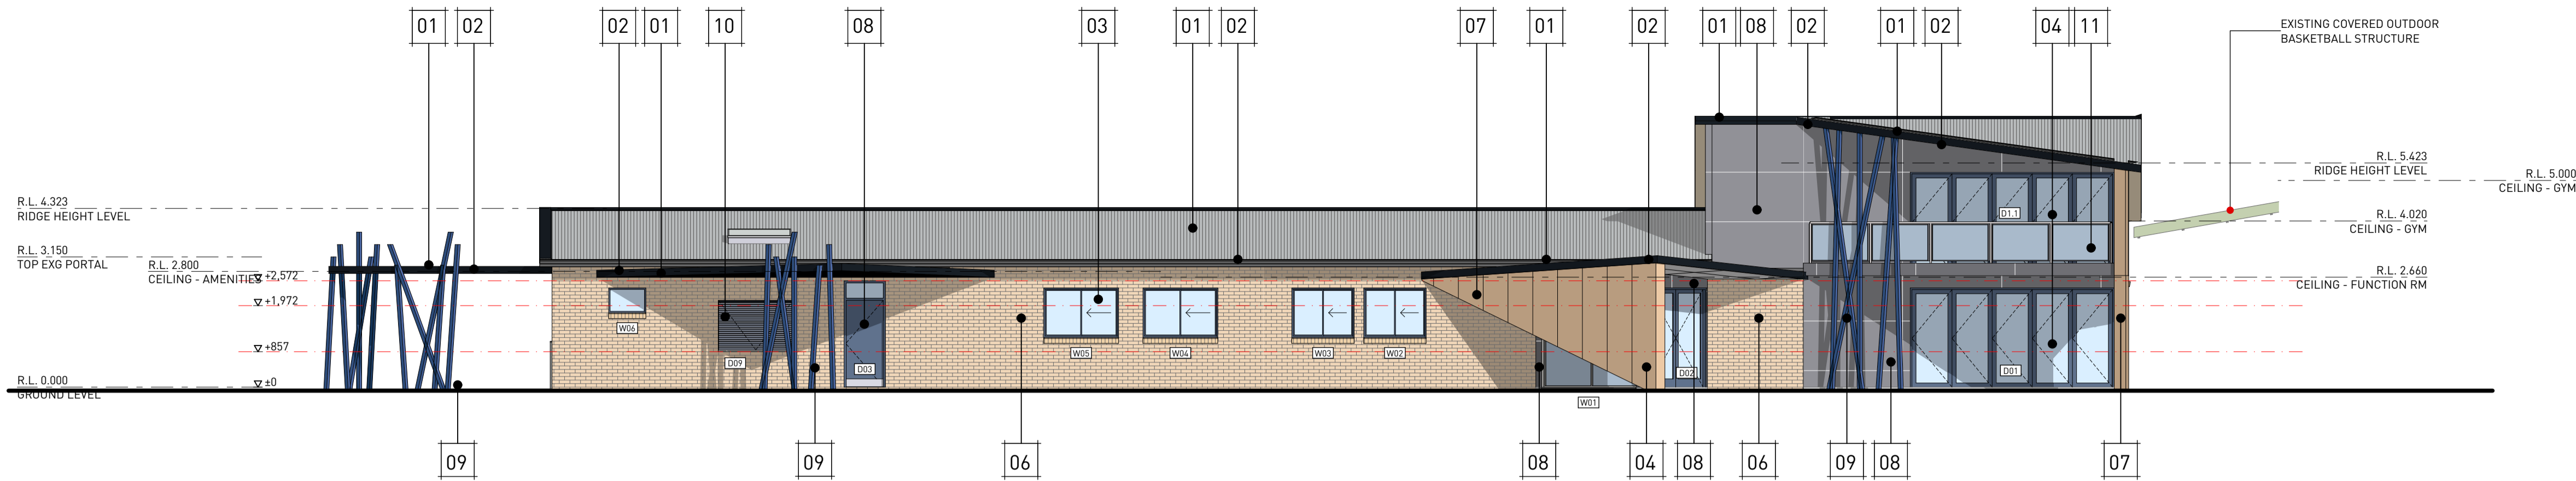 01 02 02 01 10 08 03 01 02 07 01 02 01 08 02 01 02 04 11
EXISTING COVERED OUTDOOR
BASKETBALL STRUCTURE
R.L. 5.423
RIDGE HEIGHT LEVEL
R.L. 5.000
CEILING - GYM
R.L. 4.323
RIDGE HEIGHT LEVEL
D1.1
R.L. 4.020
CEILING - GYM
R.L. 3.150
TOP EXG PORTAL
R.L. 2.800
CEILING - AMENITIES
+2,572
R.L. 2.660
CEILING - FUNCTION RM
+1,972
W06
+857
D09
D03
W05
W04
W03
W02
D02
D01
R.L. 0.000
±0
GROUND LEVEL
W01
09 09 06 08 04 08 06 09 08 07